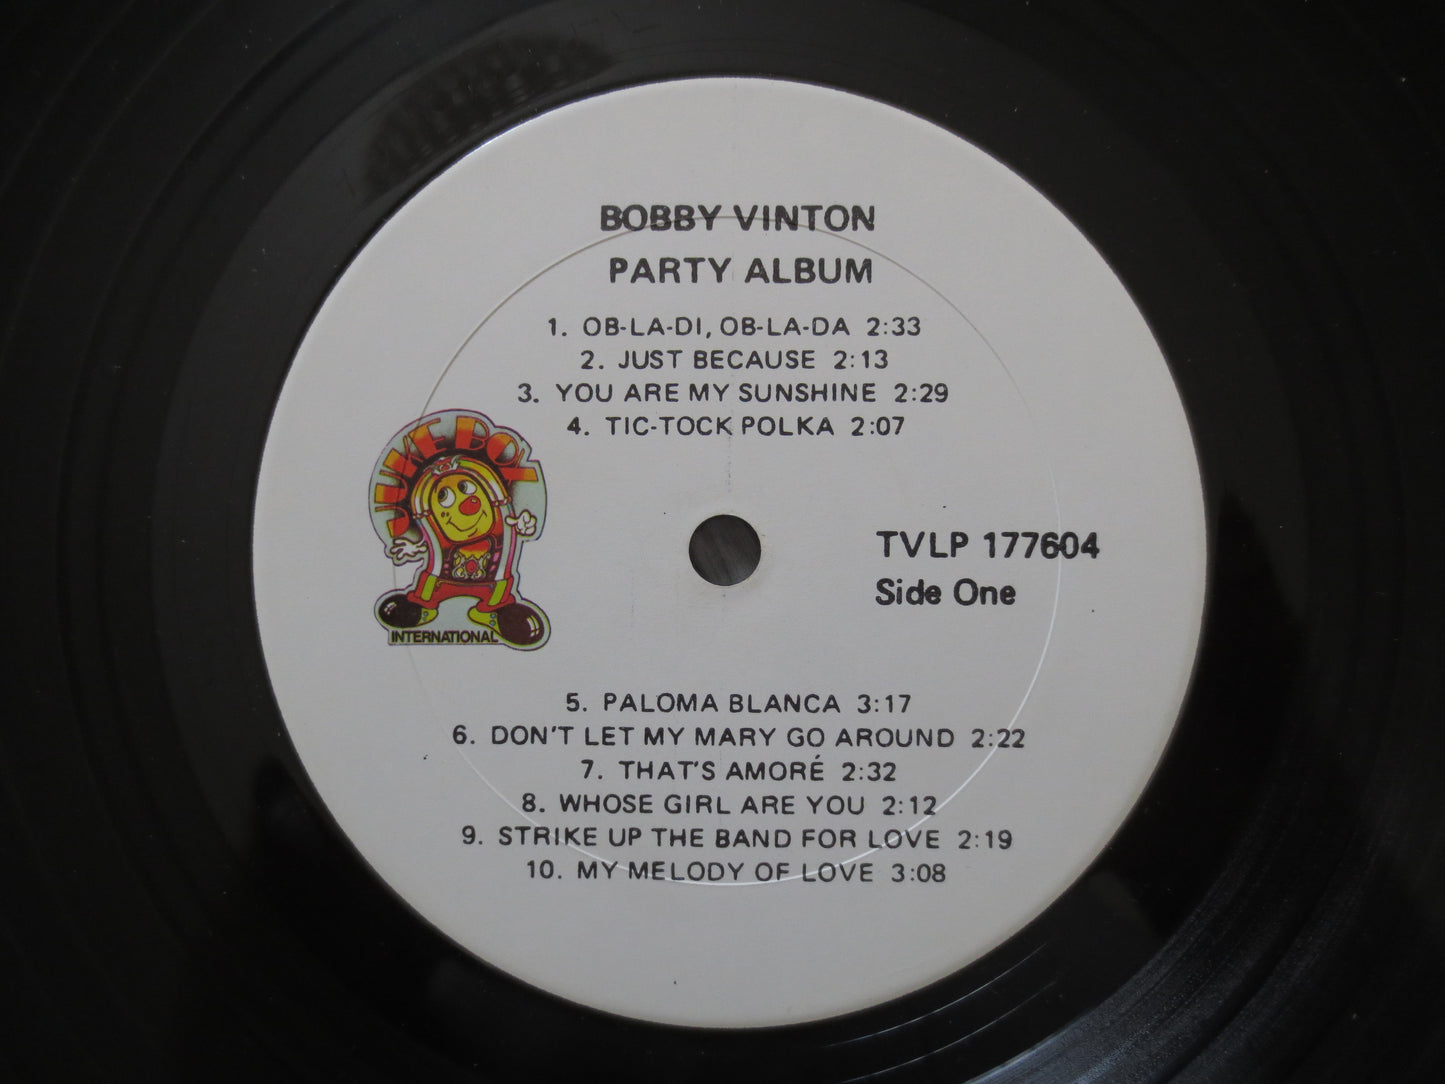 BOBBY VINTON
PARTY ALBUM
1. OB-LA-DI, OB-LA-DA 2:33
2. JUST BECAUSE 2:13
3. YOU ARE MY SUNSHINE 2:29
4. TIC-TOCK POLKA 2:07
JUKE BOX
INTERNATIONAL
TVLP 177604
Side One
5. PALOMA BLANCA 3:17
6. DON'T LET MY MARY GO AROUND 2:22
7. THAT'S AMORÉ 2:32
8. WHOSE GIRL ARE YOU 2:12
9. STRIKE UP THE BAND FOR LOVE 2:19
10. MY MELODY OF LOVE 3:08